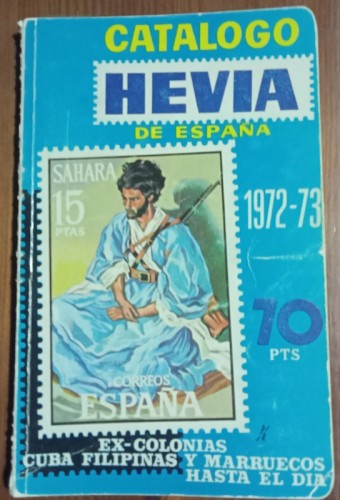 CATALOGO
HEVIA
DE ESPAÑA
SAHARA
15
PTAS
1972-73
70
PTS
CORREOS
ESPAÑA
EX-COLONIAS
CUBA FILIPINAS Y MARRUECOS
HASTA EL DIA